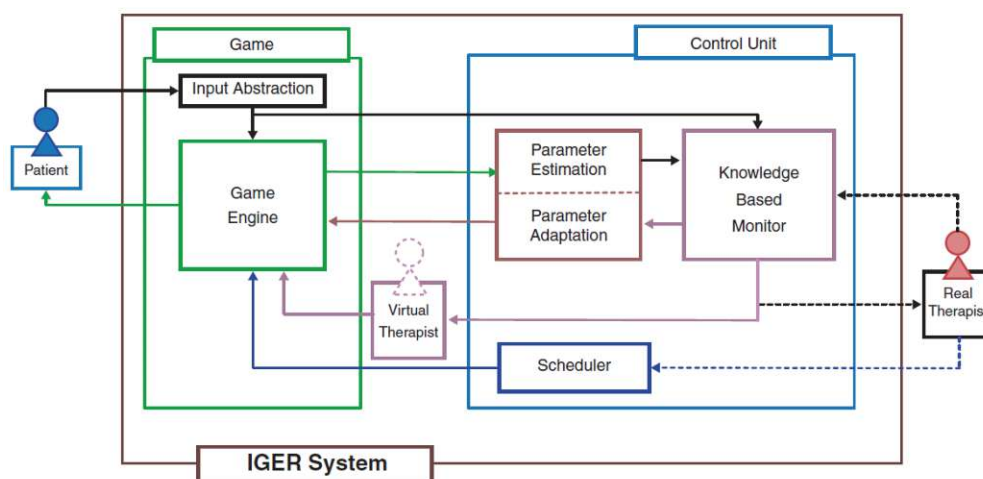 Game
Control Unit
Input Abstraction
Patient
Game
Engine
Parameter
Estimation
Parameter
Adaptation
Knowledge
Based
Monitor
Virtual
Therapist
Real
Therapis
Scheduler
IGER System